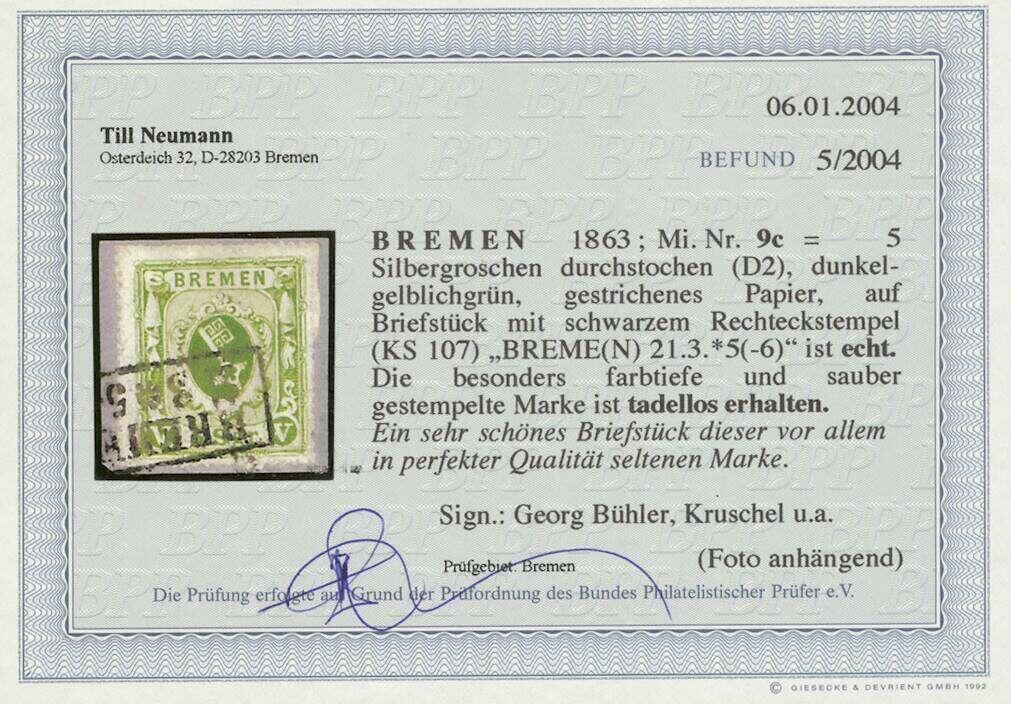 06.01.2004
Till Neumann
Osterdeich 32, D-28203 Bremen
BEFUND 5/2004
BREMEN 1863 ; Mi. Nr. 9c = 5
Silbergroschen durchstochen (D2), dunkel-
gelblichgrün, gestrichenes Papier, auf
Briefstück mit schwarzem Rechteckstempel
(KS 107) „BREME(N) 21.3.*5(-6)“ ist echt.
Die besonders farbtiefe und sauber
gestempelte Marke ist tadellos erhalten.
Ein sehr schönes Briefstück dieser vor allem
in perfekter Qualität seltenen Marke.
BREMEN
Sign.: Georg Bühler, Kruschel u.a.
(Foto anhängend)
Prüfgebiet: Bremen
Die Prüfung erfolgte auf Grund der Prüfordnung des Bundes Philatelistischer Prüfer e.V.
© GIESECKE & DEVRIENT GMBH 1992